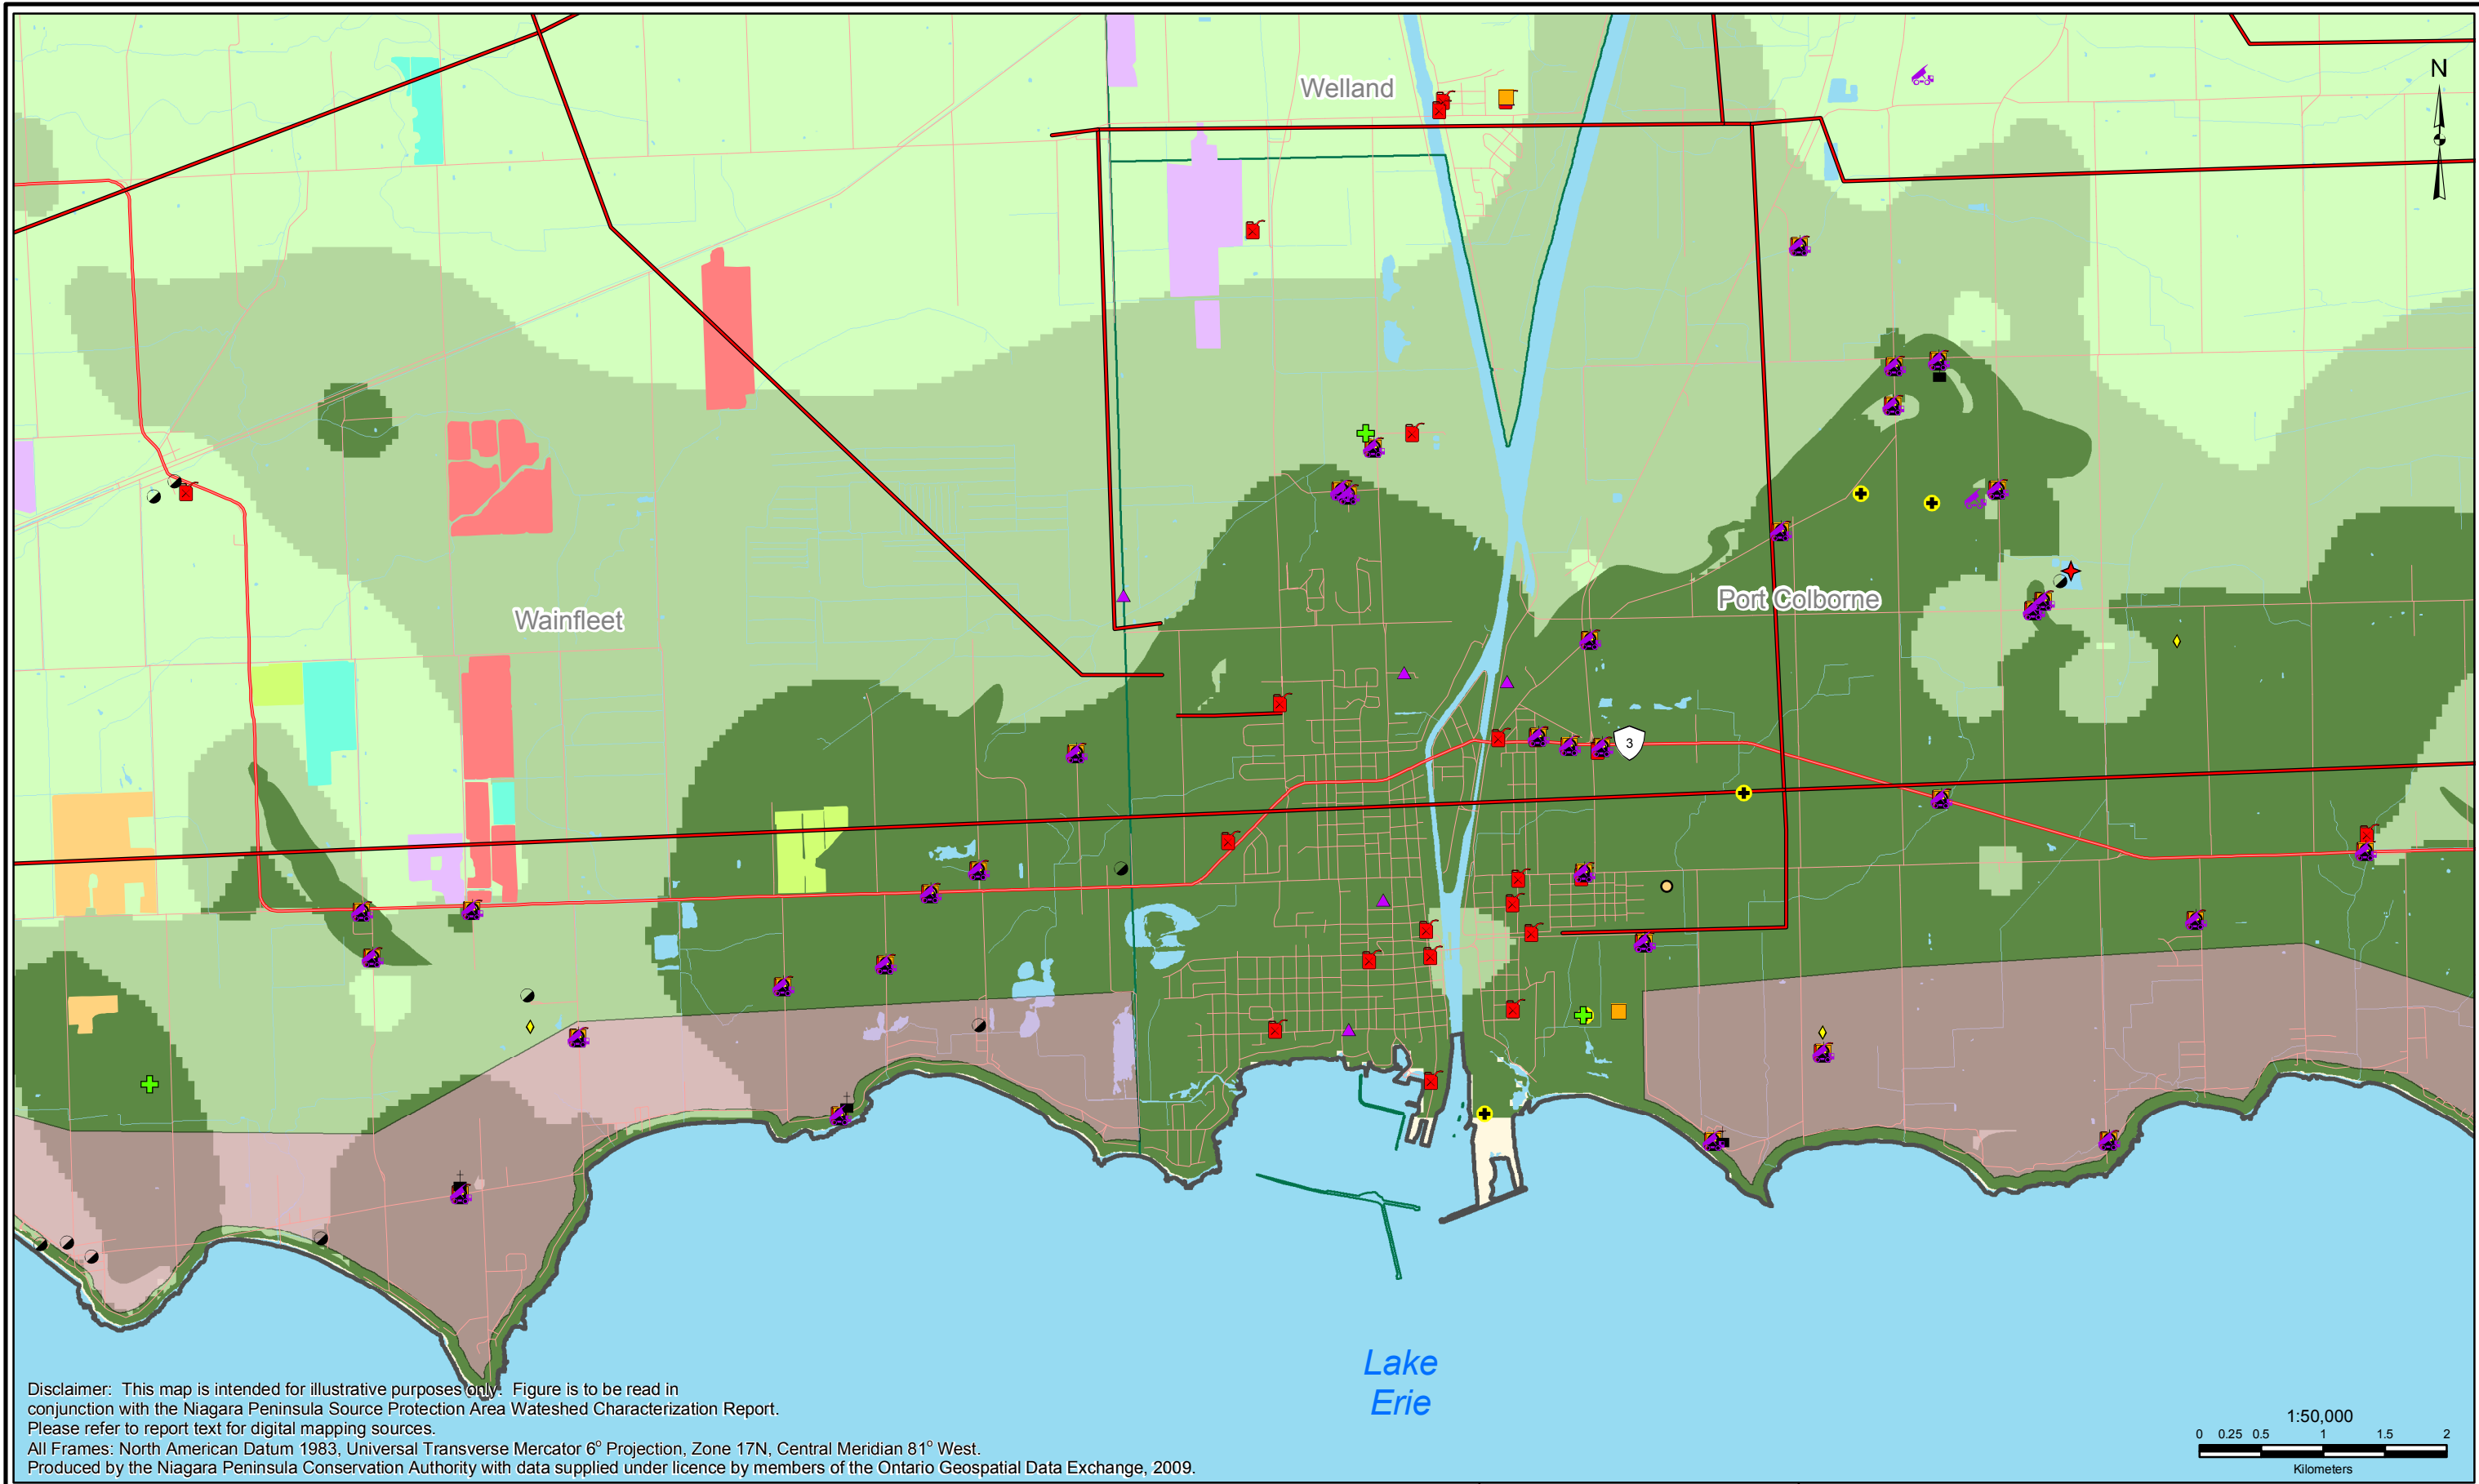 Welland
N
Wainfleet
Port Colborne
3
Lake
Erie
Disclaimer: This map is intended for illustrative purposes only. Figure is to be read in
conjunction with the Niagara Peninsula Source Protection Area Wateshed Characterization Report.
Please refer to report text for digital mapping sources.
All Frames: North American Datum 1983, Universal Transverse Mercator 6° Projection, Zone 17N, Central Meridian 81° West.
Produced by the Niagara Peninsula Conservation Authority with data supplied under licence by members of the Ontario Geospatial Data Exchange, 2009.
1:50,000
0 0.25 0.5 1 1.5 2
Kilometers